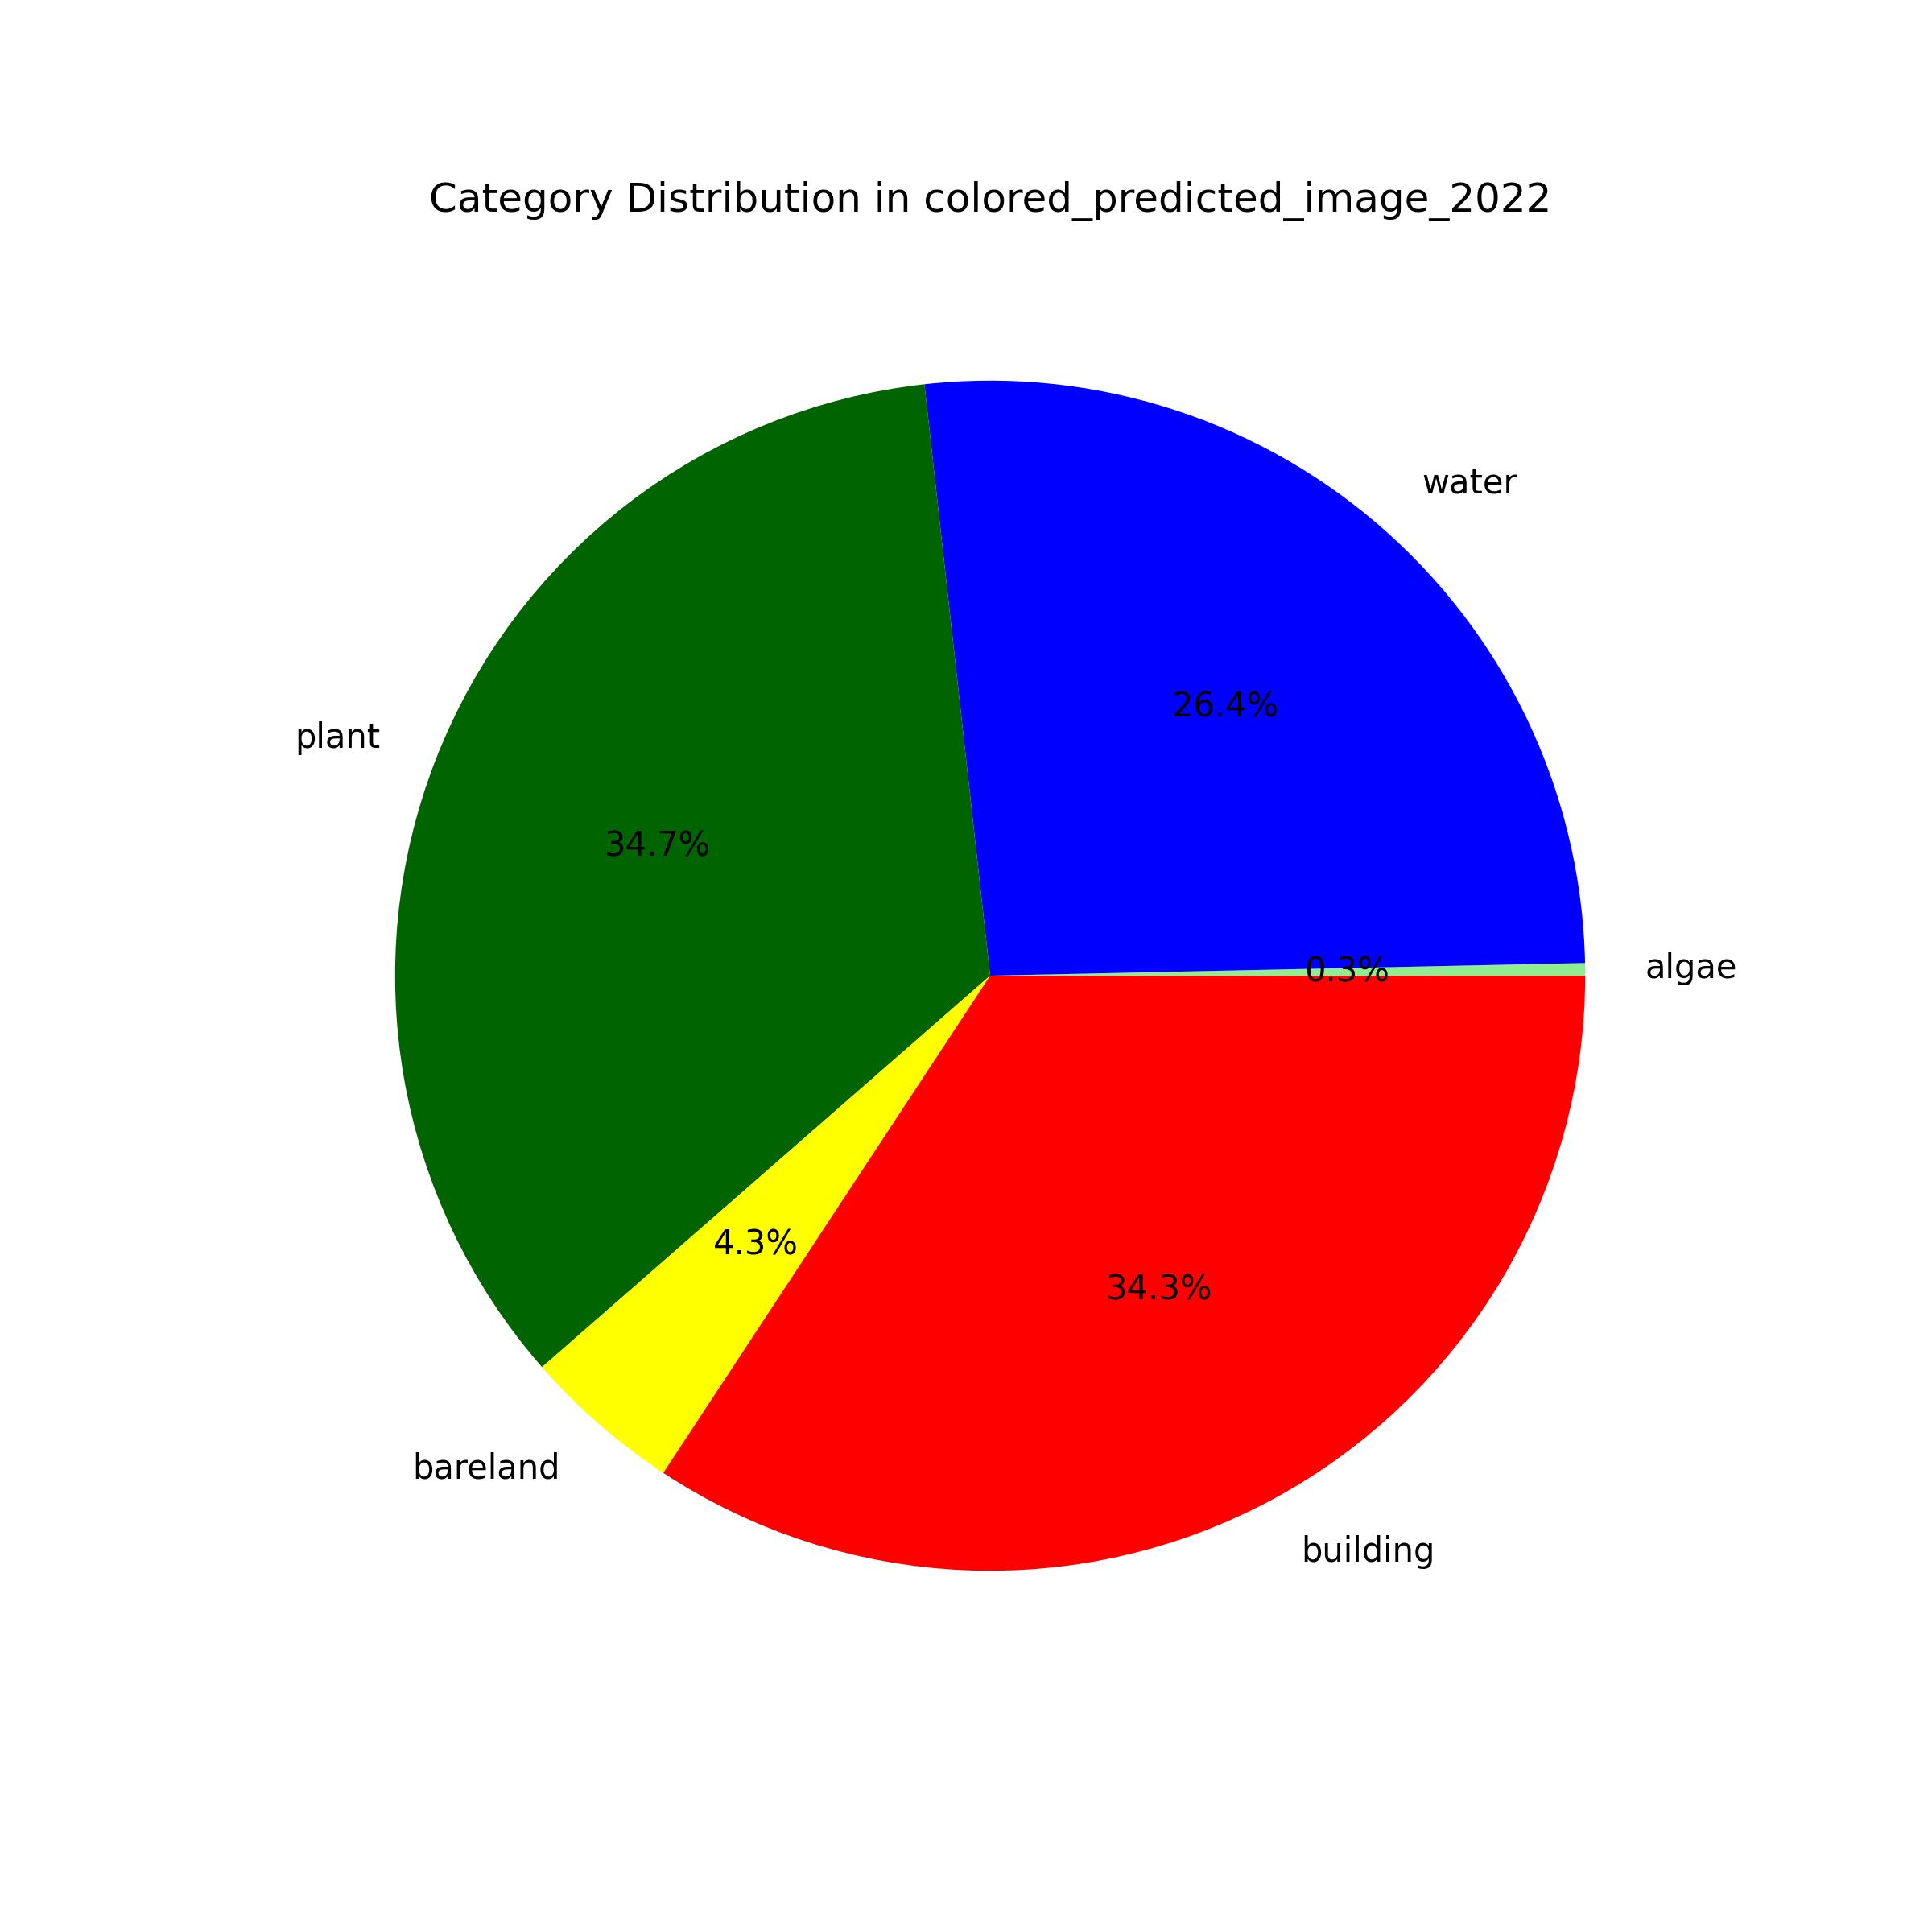 Category Distribution in colored_predicted_image_2022
water
26.4%
plant
34.7%
algae
0.3%
bareland
4.3%
building
34.3%